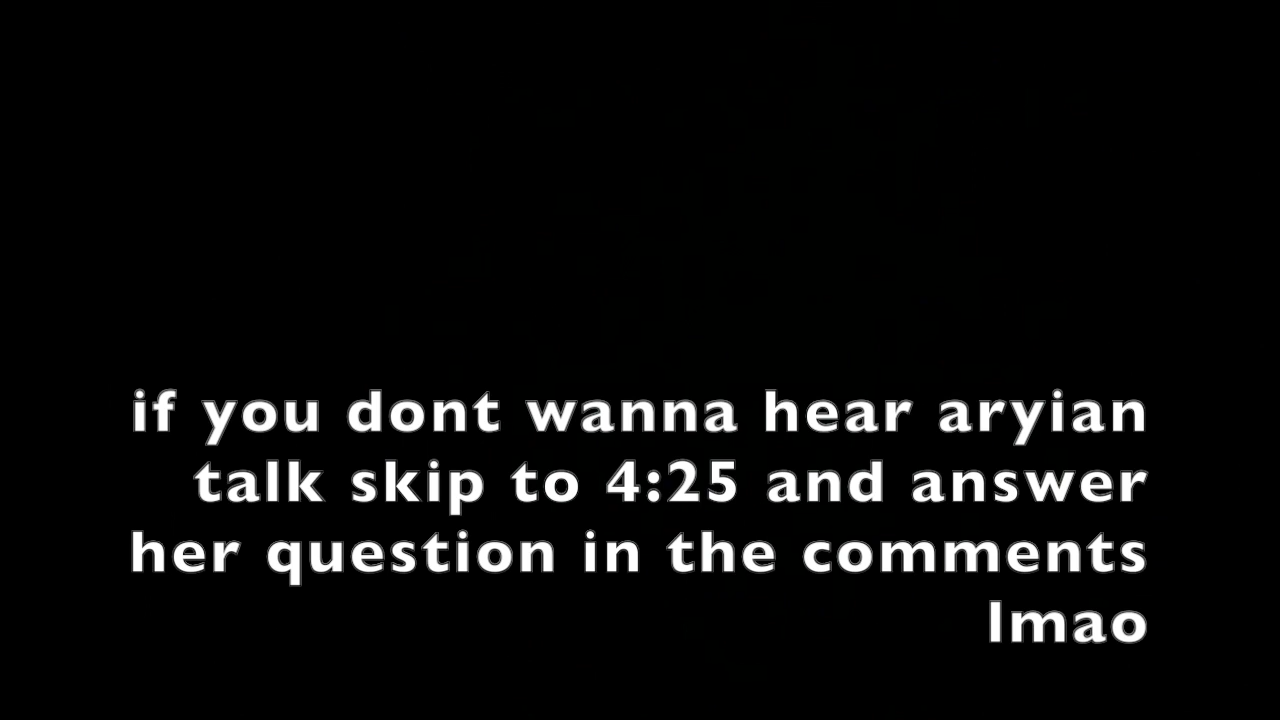 if you dont wanna hear aryian
talk skip to 4:25 and answer
her question in the comments
lmao